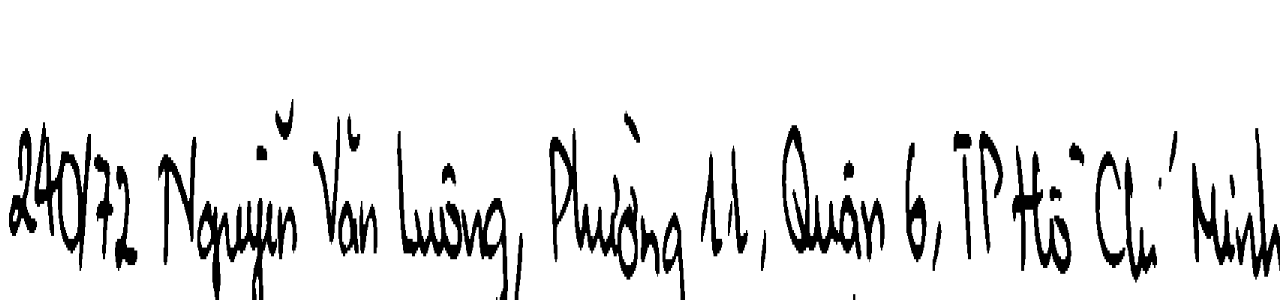 240/72 Nguyễn Văn Luông, Phường 11, Quận 6, TP Hồ Chí Minh